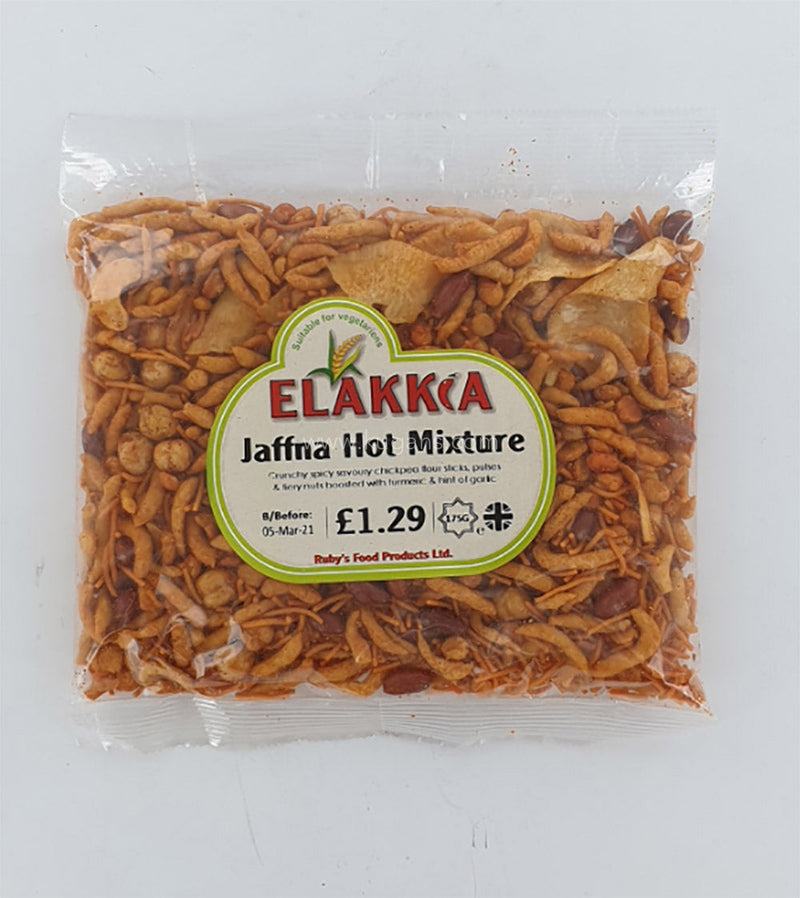 Suitable for vegetariens
ELAKKIA
Jaffna Hot Mixture
Crunchy spicy savoury chickpea flour sticks, pulses
& fiery nuts boosted with turmeric & hint of garlic
B/Before:
05-Mar-21
£1.29
175G
e
Ruby's Food Products Ltd.